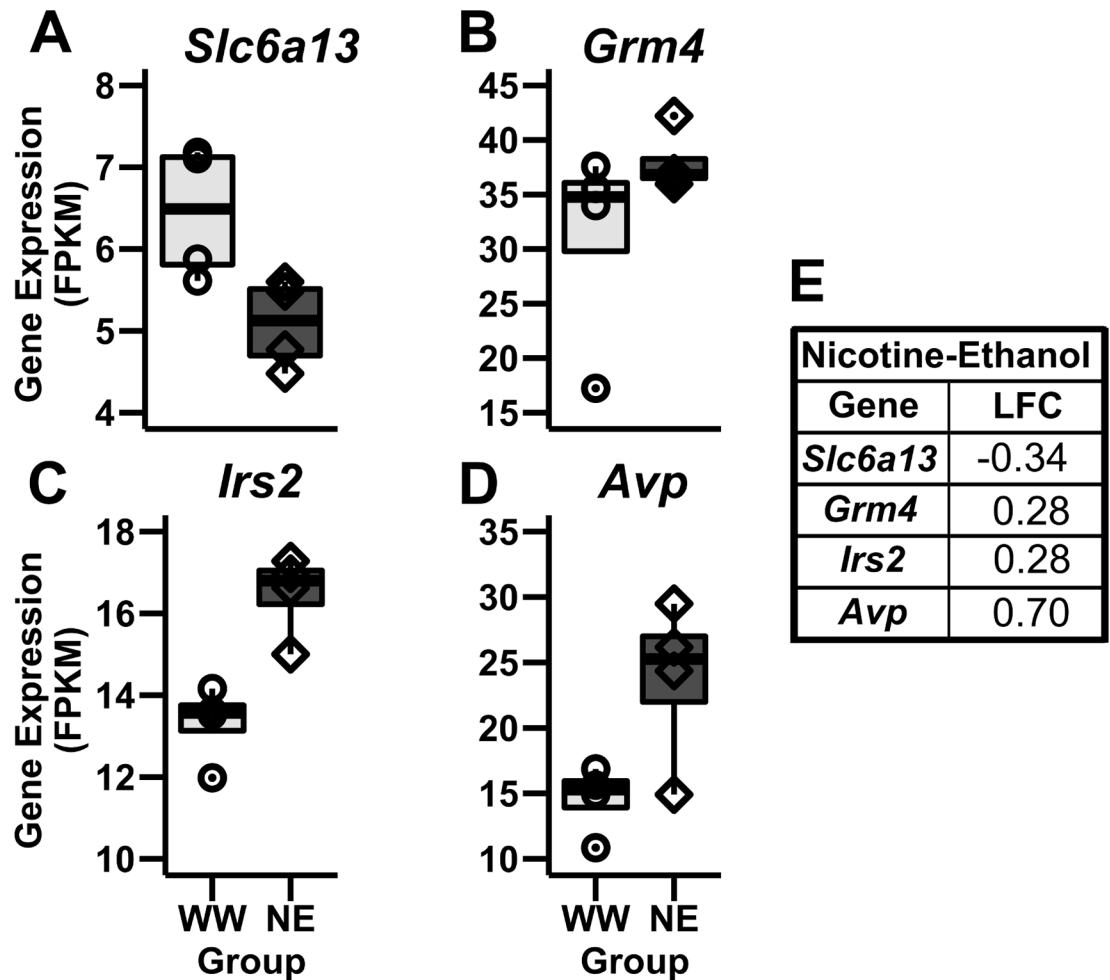 A
Slc6a13
Gene Expression
(FPKM)
8
7
6
5
4
B
Grm4
45
40
35
30
25
20
15
C
Irs2
Gene Expression
(FPKM)
18
16
14
12
10
WW NE
Group
D
Avp
35
30
25
20
15
10
WW NE
Group
E
Nicotine-Ethanol
Gene LFC
Slc6a13 -0.34
Grm4 0.28
Irs2 0.28
Avp 0.70